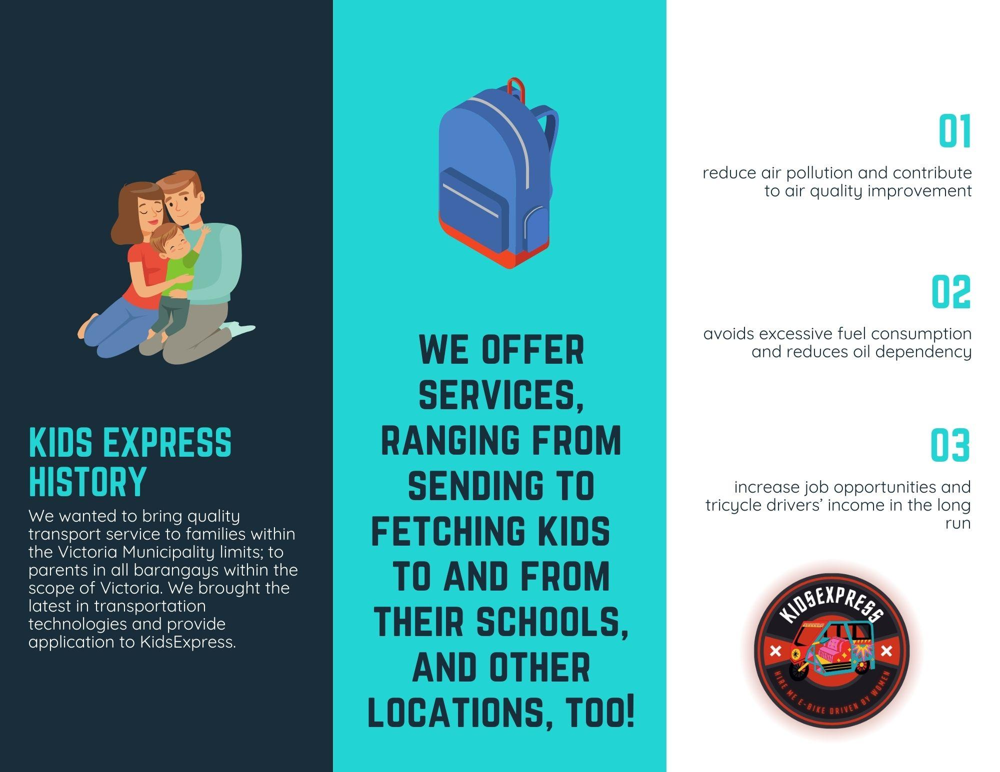 KIDS EXPRESS
HISTORY
We wanted to bring quality
transport service to families within
the Victoria Municipality limits; to
parents in all barangays within the
scope of Victoria. We brought the
latest in transportation
technologies and provide
application to KidsExpress.
WE OFFER
SERVICES,
RANGING FROM
SENDING TO
FETCHING KIDS
TO AND FROM
THEIR SCHOOLS,
AND OTHER
LOCATIONS, TOO!
01
reduce air pollution and contribute
to air quality improvement
02
avoids excessive fuel consumption
and reduces oil dependency
03
increase job opportunities and
tricycle drivers’ income in the long
run
KIDSEXPRESS
HIRE ME E-BIKE DRIVEN BY WOMEN